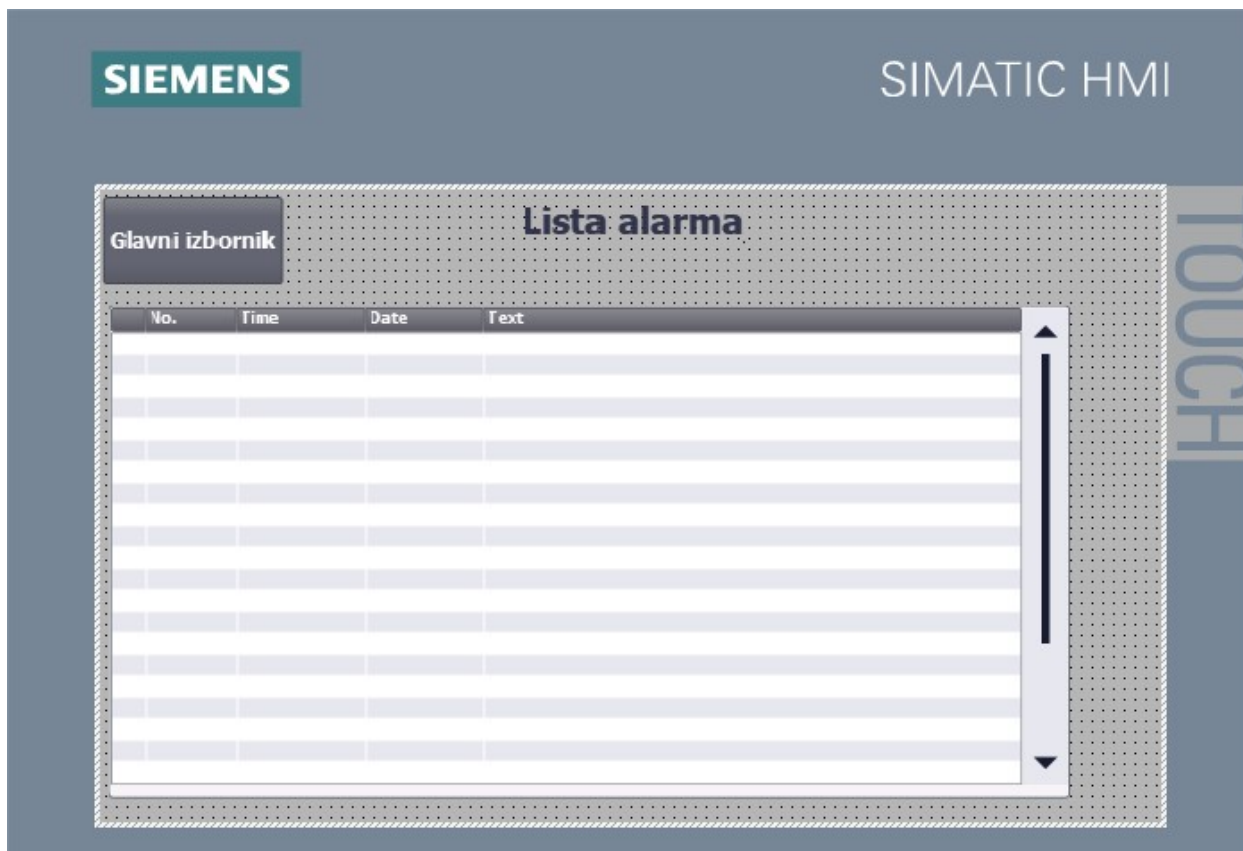 SIEMENS
SIMATIC HMI
TOUCH
Glavni izbornik
Lista alarma
No. Time Date Text